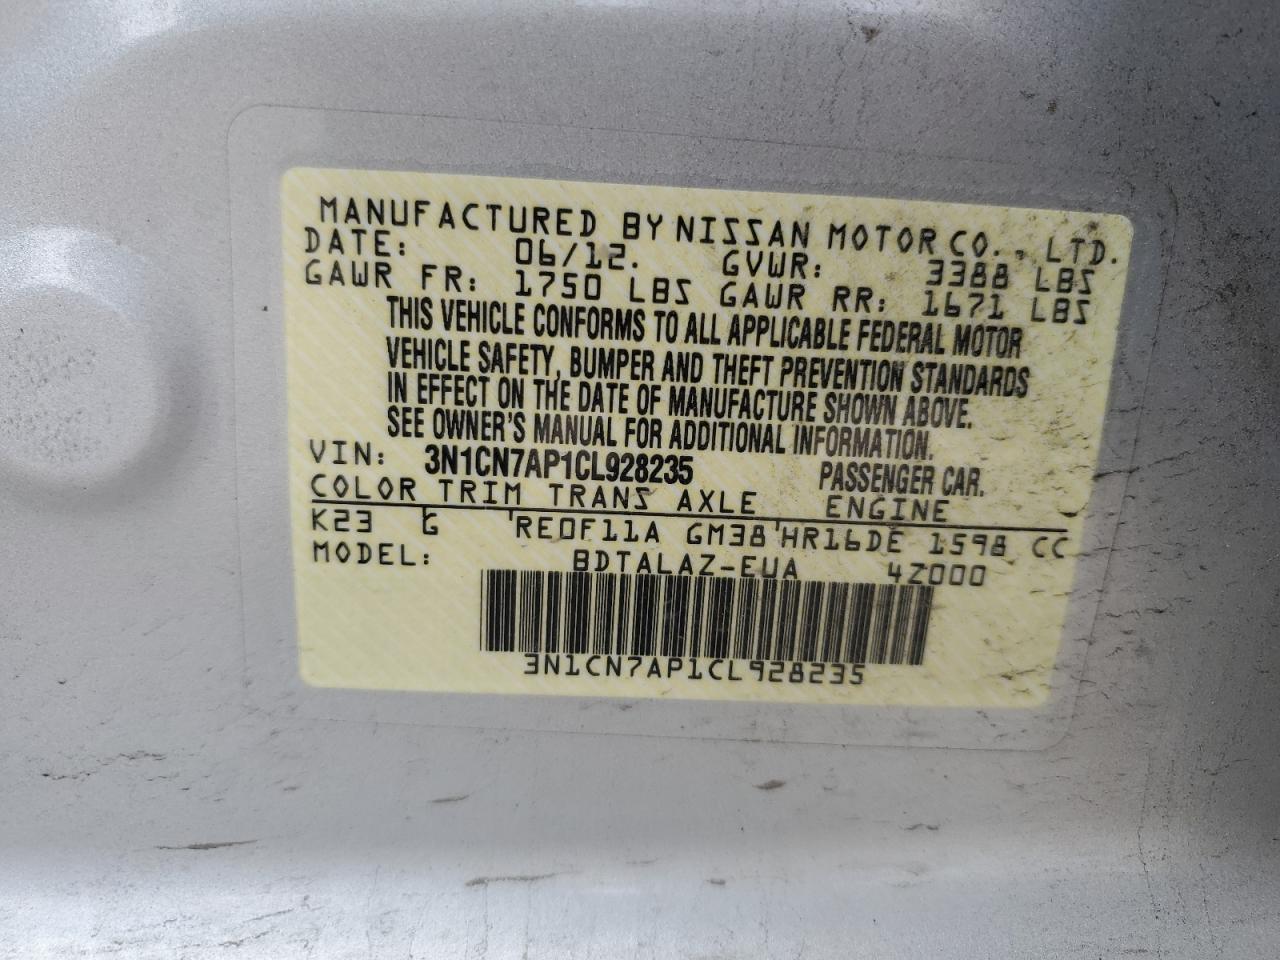 MANUFACTURED BY NISSAN MOTOR CO., LTD.
DATE: 06/12. GVWR: 3388 LBS
GAWR FR: 1750 LBS GAWR RR: 1671 LBS
THIS VEHICLE CONFORMS TO ALL APPLICABLE FEDERAL MOTOR
VEHICLE SAFETY, BUMPER AND THEFT PREVENTION STANDARDS
IN EFFECT ON THE DATE OF MANUFACTURE SHOWN ABOVE.
SEE OWNER'S MANUAL FOR ADDITIONAL INFORMATION.
VIN: 3N1CN7AP1CL928235 PASSENGER CAR.
COLOR TRIM TRANS AXLE ENGINE
K23 G RE0F11A GM38 HR16DE 1598 CC
MODEL: BDTALAZ-EUA 4Z000
3N1CN7AP1CL928235